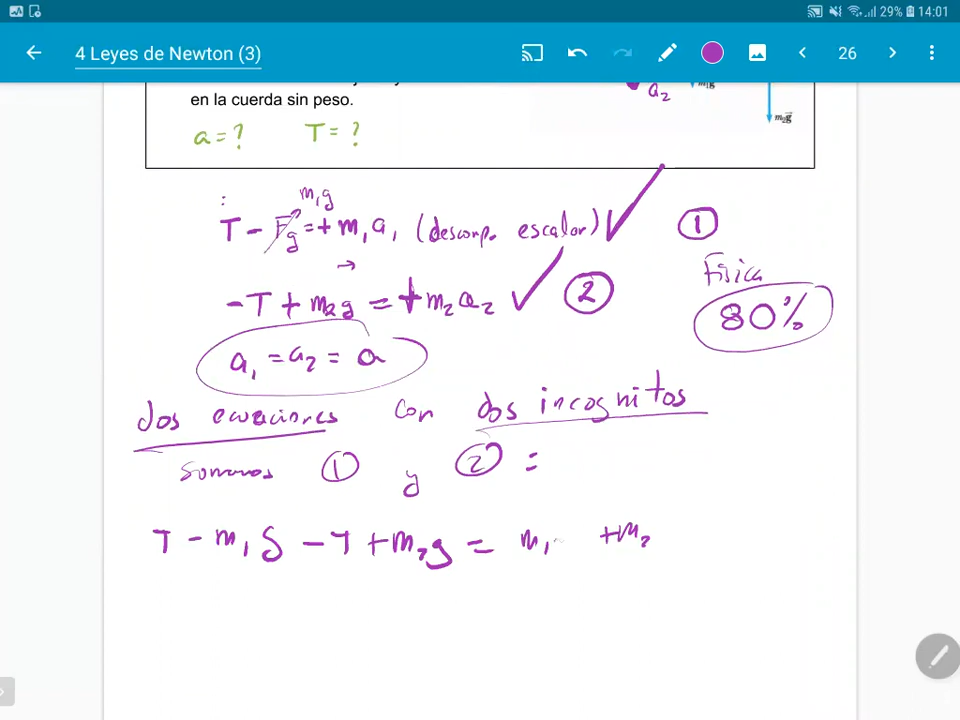 29% 14:01
4 Leyes de Newton (3)
26
en la cuerda sin peso.
a = ? T = ?
a₂
m₁g
m₂g
m₁g
T - Fg = + m₁a₁ (descomp. escalar) ✓ ①
-T + m₂g = + m₂a₂ ✓ ②
Física
80%
a₁ = a₂ = a
dos ecuaciones con dos incognitos
sumamos ① y ② =
T - m₁g - T + m₂g = m₁ + m₂